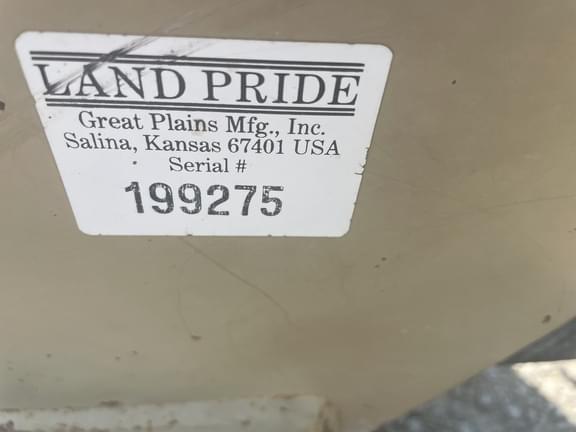 LAND PRIDE
Great Plains Mfg., Inc.
Salina, Kansas 67401 USA
Serial #
199275